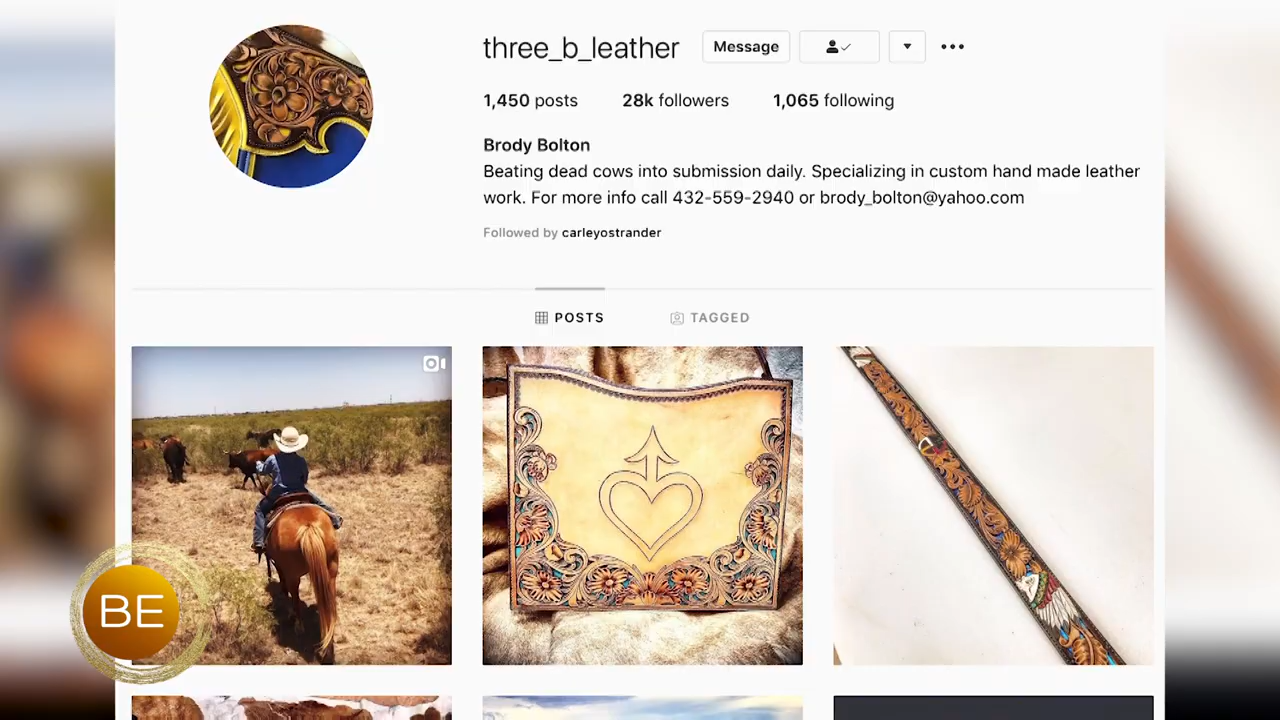 three_b_leather Message
1,450 posts 28k followers 1,065 following
Brody Bolton
Beating dead cows into submission daily. Specializing in custom hand made leather
work. For more info call 432-559-2940 or brody_bolton@yahoo.com
Followed by carleyostrander
POSTS TAGGED
BE